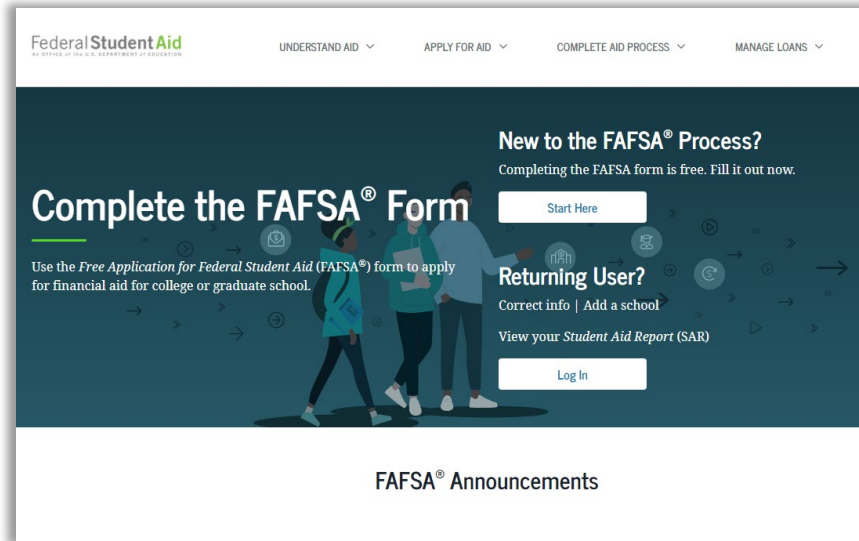 Federal Student Aid
An OFFICE of the U.S. DEPARTMENT of EDUCATION
UNDERSTAND AID
APPLY FOR AID
COMPLETE AID PROCESS
MANAGE LOANS
Complete the FAFSA® Form
Use the Free Application for Federal Student Aid (FAFSA®) form to apply
for financial aid for college or graduate school.
New to the FAFSA® Process?
Completing the FAFSA form is free. Fill it out now.
Start Here
Returning User?
Correct info | Add a school
View your Student Aid Report (SAR)
Log In
FAFSA® Announcements